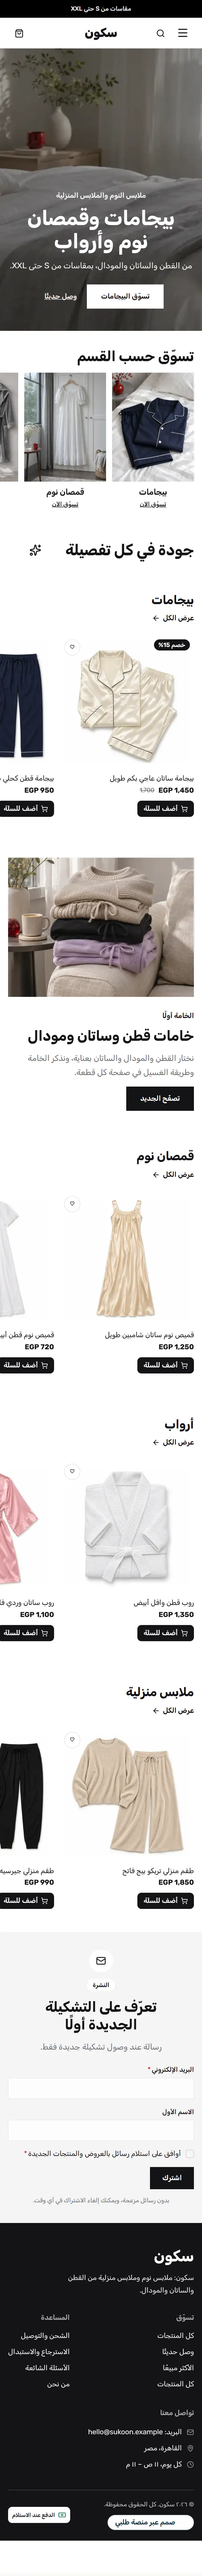 مقاسات من S حتى XXL
سكون
ملابس النوم والملابس المنزلية
بيجامات وقمصان
نوم وأرواب
من القطن والساتان والمودال، بمقاسات من S حتى XXL.
تسوّق البيجامات
وصل حديثًا
تسوّق حسب القسم
بيجامات
تسوّق الآن
قمصان نوم
تسوّق الآن
جودة في كل تفصيلة
بيجامات
عرض الكل
خصم 15%
بيجامة ساتان عاجي بكم طويل
1,450 EGP 1,700
أضف للسلة
بيجامة قطن كحلي
950 EGP
أضف للسلة
الخامة أولًا
خامات قطن وساتان ومودال
نختار القطن والمودال والساتان بعناية، ونذكر الخامة
وطريقة الغسيل في صفحة كل قطعة.
تصفّح الجديد
قمصان نوم
عرض الكل
قميص نوم ساتان شامبين طويل
1,250 EGP
أضف للسلة
قميص نوم قطن
720 EGP
أضف للسلة
أرواب
عرض الكل
روب قطن وافل أبيض
1,350 EGP
أضف للسلة
روب ساتان وردي
1,100 EGP
أضف للسلة
ملابس منزلية
عرض الكل
طقم منزلي تريكو بيج فاتح
1,850 EGP
أضف للسلة
طقم منزلي جيرسيه
990 EGP
أضف للسلة
النشرة
تعرّف على التشكيلة
الجديدة أولًا
رسالة عند وصول تشكيلة جديدة فقط.
البريد الإلكتروني *
الاسم الأول
أوافق على استلام رسائل بالعروض والمنتجات الجديدة *
اشترك
بدون رسائل مزعجة، ويمكنك إلغاء الاشتراك في أي وقت.
سكون
سكون: ملابس نوم وملابس منزلية من القطن
والساتان والمودال.
تسوّق
كل المنتجات
وصل حديثًا
الأكثر مبيعًا
كل المنتجات
المساعدة
الشحن والتوصيل
الاسترجاع والاستبدال
الأسئلة الشائعة
من نحن
تواصل معنا
البريد: hello@sukoon.example
القاهرة، مصر
كل يوم، ١١ ص – ١١ م
© ٢٠٢٦ سكون. كل الحقوق محفوظة.
صمم عبر منصة طلبي
الدفع عند الاستلام